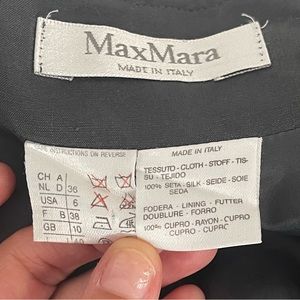 MaxMara
MADE IN ITALY
INSTRUCTIONS ON REVERSE
CH A
NL D 36
USA 6
F B 38
GB 10
I 40
MADE IN ITALY
TESSUTO - CLOTH - STOFF - TIS-
SU - TEJIDO
100% SETA - SILK - SEIDE - SOIE
SEDA
FODERA - LINING - FUTTER
DOUBLURE - FORRO
100% CUPRO - RAYON - CUPRO
CUPRO - CUPRO